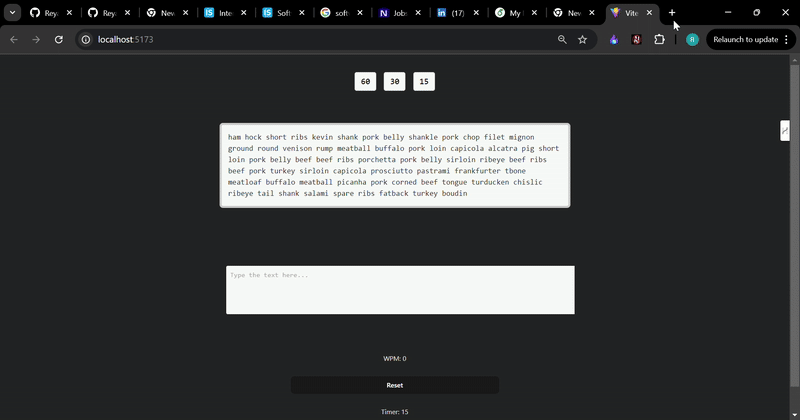 Rey
Rey
New
Inte
Soft
soft
Jobs
(17)
My
New
Vite
localhost:5173
R
Relaunch to update
60 30 15
ham hock short ribs kevin shank pork belly shankle pork chop filet mignon
ground round venison rump meatball buffalo pork loin capicola alcatra pig short
loin pork belly beef beef ribs porchetta pork belly sirloin ribeye beef ribs
beef pork turkey sirloin capicola prosciutto pastrami frankfurter tbone
meatloaf buffalo meatball picanha pork corned beef tongue turducken chislic
ribeye tail shank salami spare ribs fatback turkey boudin
Type the text here...
WPM: 0
Reset
Timer: 15